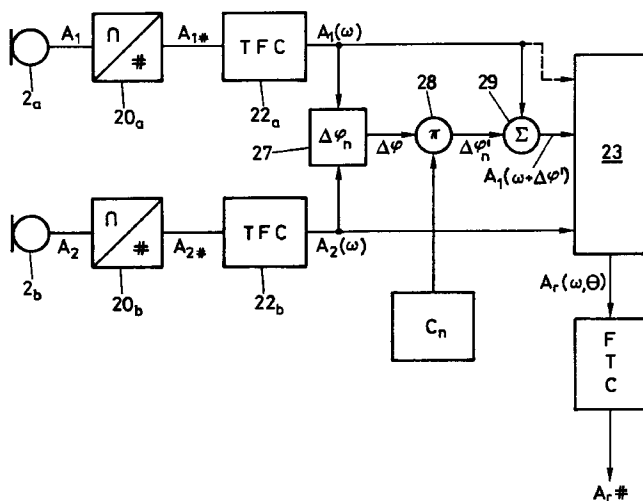 A₁
∩
#
A₁#
TFC
A₁(ω)
2ₐ
20ₐ
22ₐ
28
29
27
Δφₙ
Δφ
π
Δφₙ'
Σ
A₁(ω+Δφ')
23
A₂
∩
#
A₂#
TFC
A₂(ω)
2b
20b
22b
Cₙ
Aᵣ(ω,Θ)
F
T
C
Aᵣ#